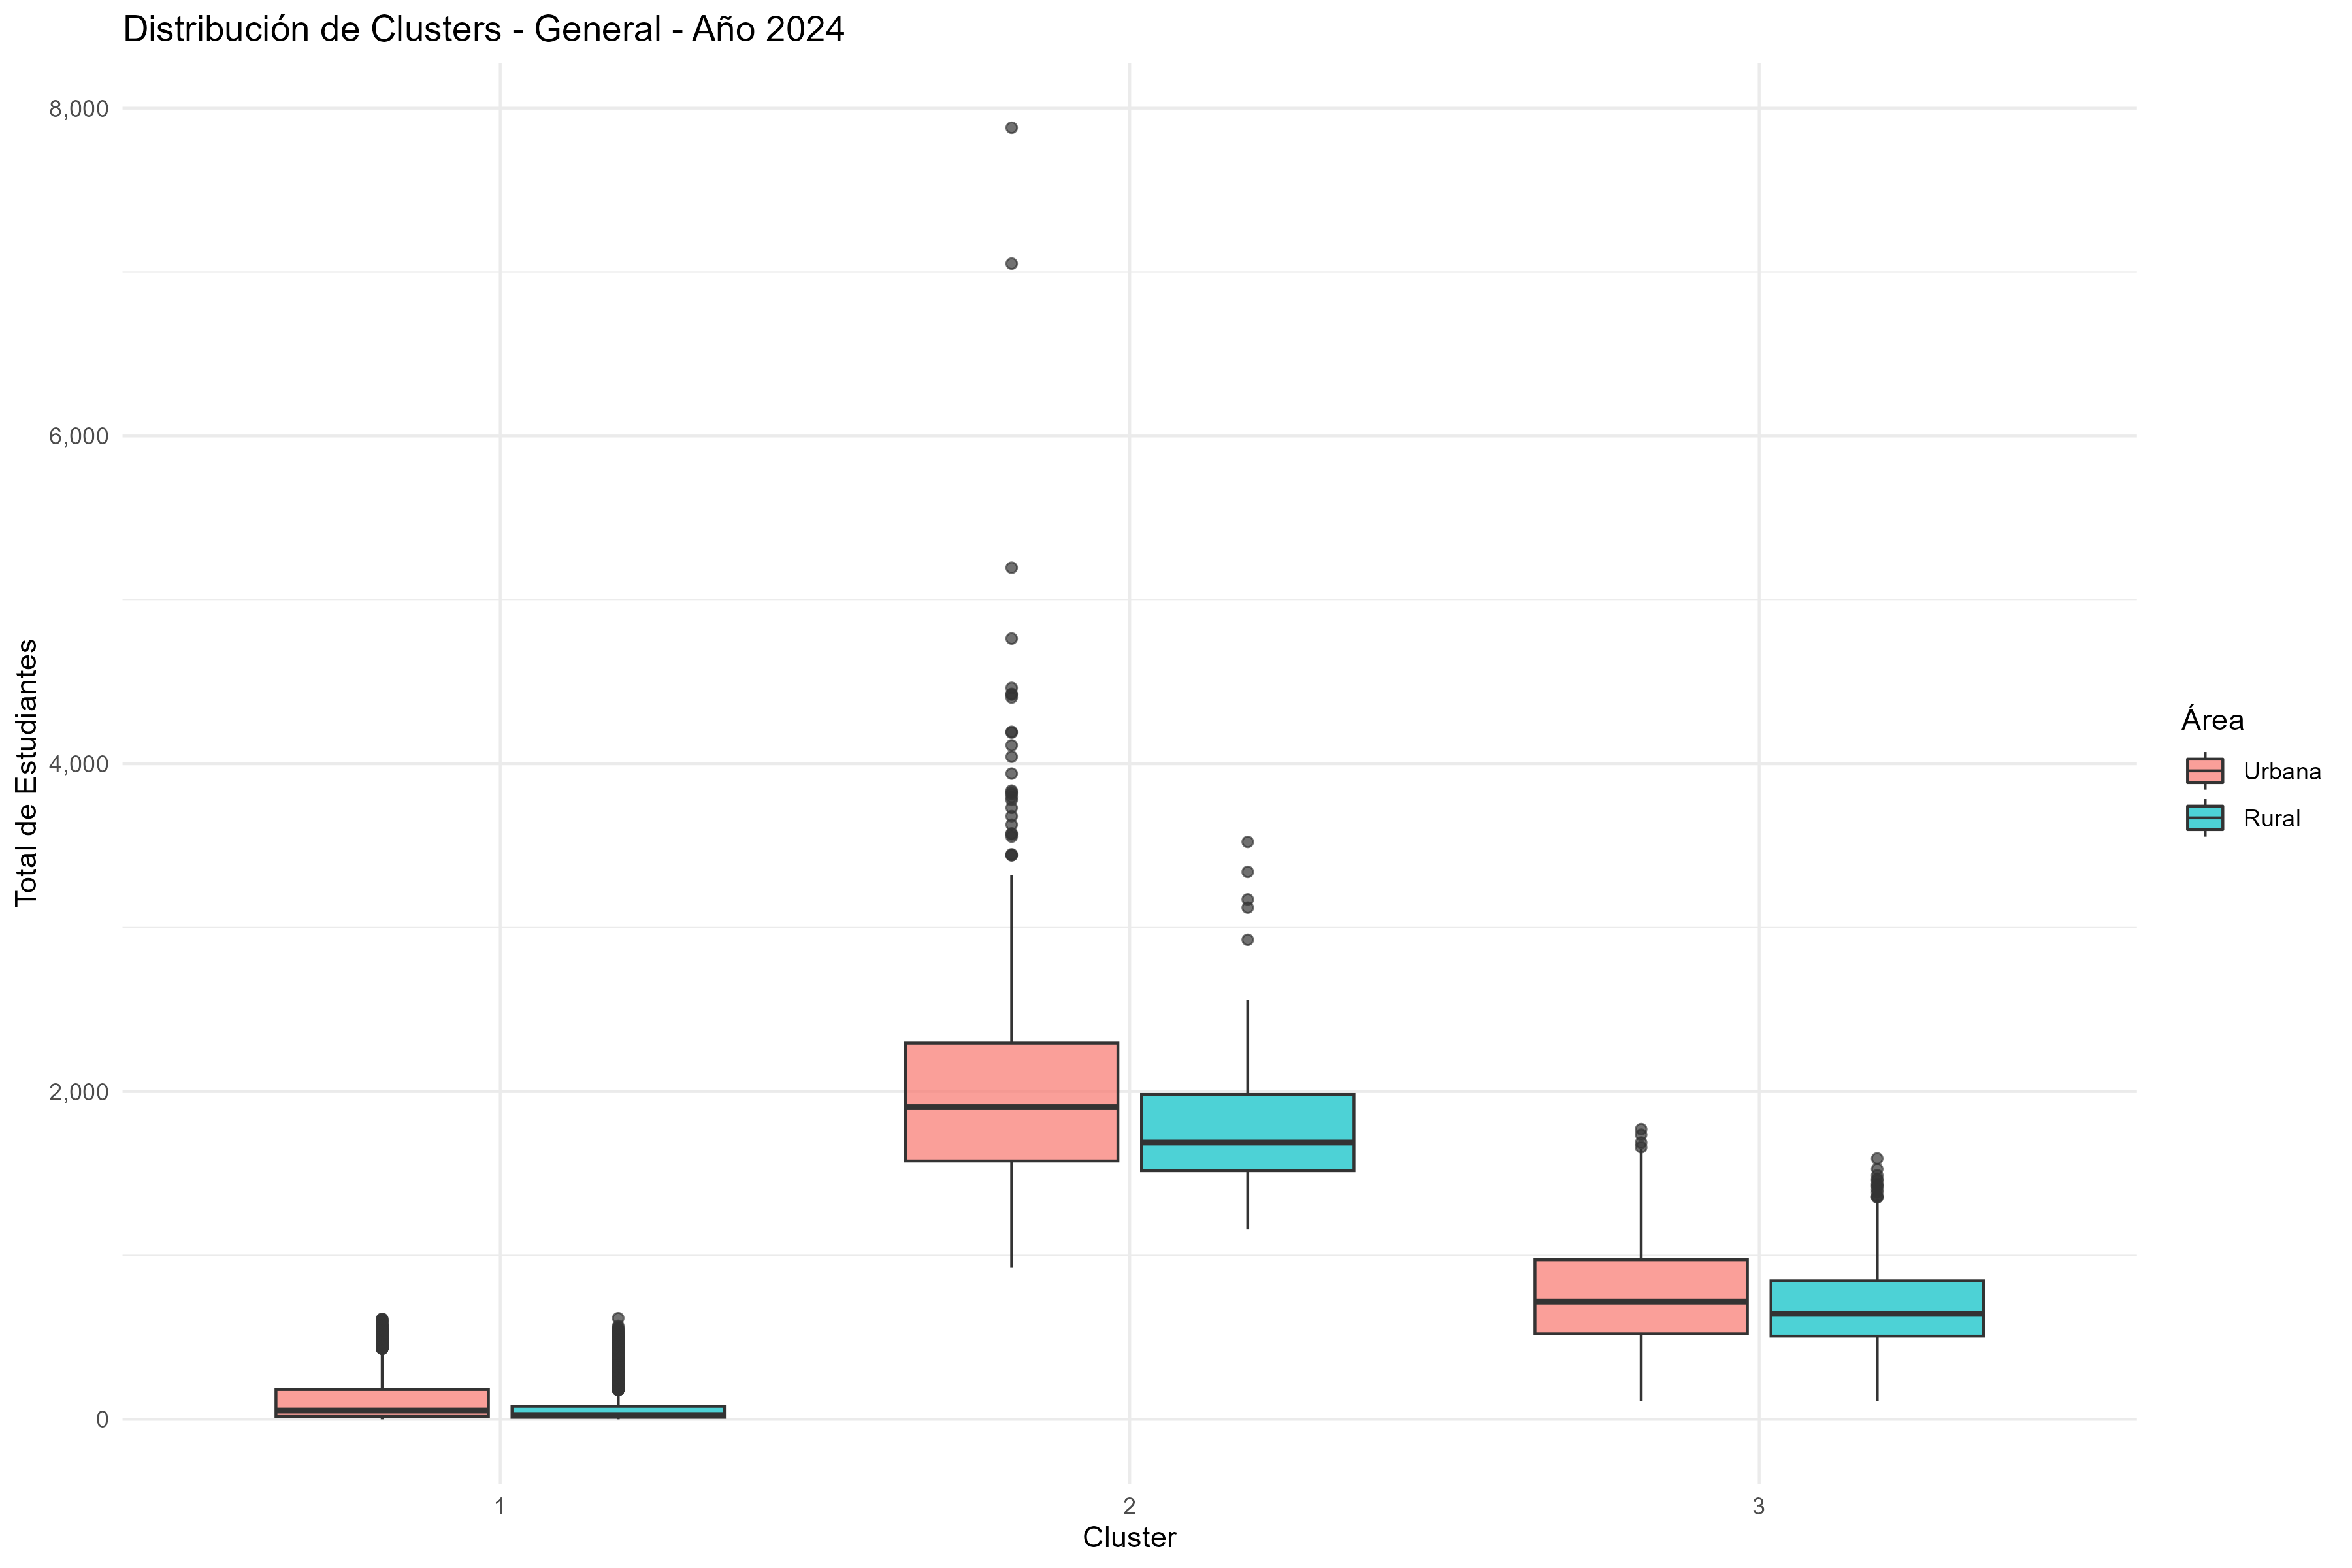 Distribución de Clusters - General - Año 2024
8,000
6,000
4,000
2,000
0
Total de Estudiantes
1
2
3
Cluster
Área
Urbana
Rural